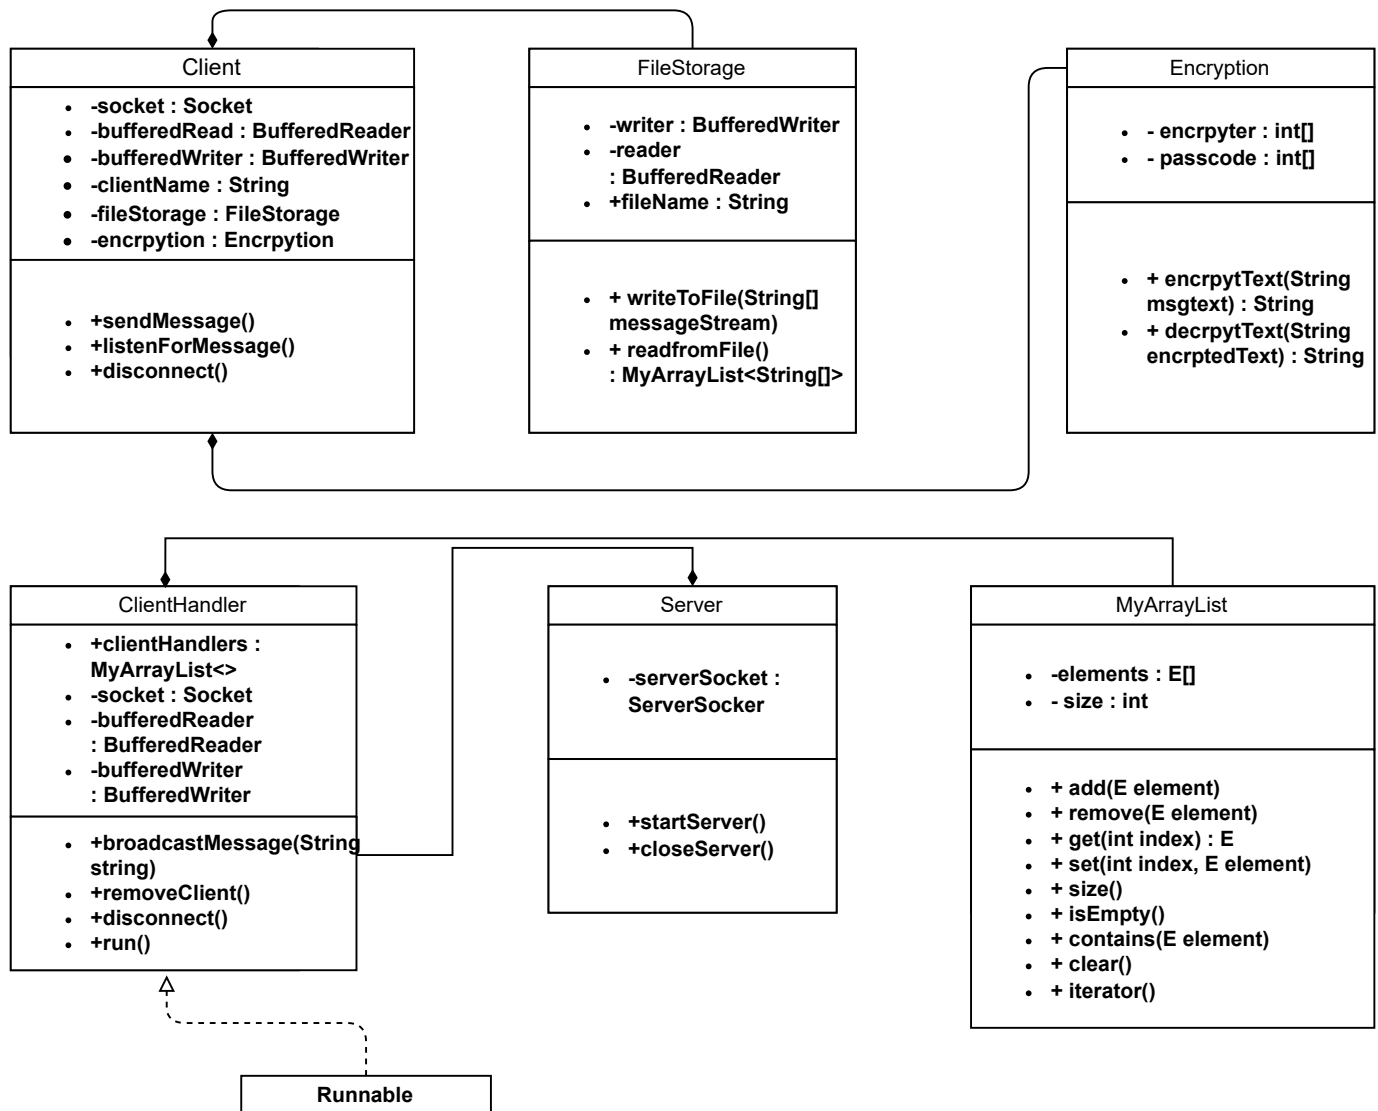 Client
-socket : Socket
-bufferedRead : BufferedReader
-bufferedWriter : BufferedWriter
-clientName : String
-fileStorage : FileStorage
-encrpytion : Encrpytion
+sendMessage()
+listenForMessage()
+disconnect()
FileStorage
-writer : BufferedWriter
-reader
: BufferedReader
+fileName : String
+ writeToFile(String[]
messageStream)
+ readfromFile()
: MyArrayList<String[]>
Encryption
- encrpyter : int[]
- passcode : int[]
+ encrpytText(String
msgtext) : String
+ decrpytText(String
encrptedText) : String
ClientHandler
+clientHandlers :
MyArrayList<>
-socket : Socket
-bufferedReader
: BufferedReader
-bufferedWriter
: BufferedWriter
+broadcastMessage(String
string)
+removeClient()
+disconnect()
+run()
Server
-serverSocket :
ServerSocker
+startServer()
+closeServer()
MyArrayList
-elements : E[]
- size : int
+ add(E element)
+ remove(E element)
+ get(int index) : E
+ set(int index, E element)
+ size()
+ isEmpty()
+ contains(E element)
+ clear()
+ iterator()
Runnable